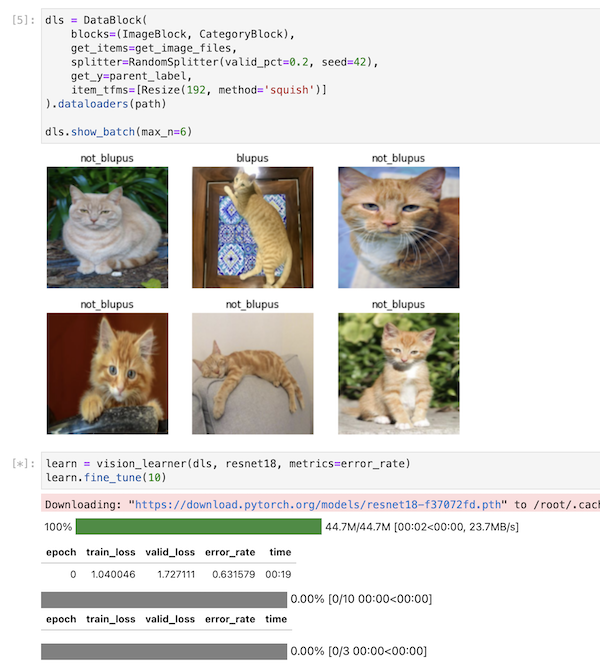 [5]: dls = DataBlock(
blocks=(ImageBlock, CategoryBlock),
get_items=get_image_files,
splitter=RandomSplitter(valid_pct=0.2, seed=42),
get_y=parent_label,
item_tfms=[Resize(192, method='squish')]
).dataloaders(path)
dls.show_batch(max_n=6)
not_blupus blupus not_blupus
not_blupus not_blupus not_blupus
[*]: learn = vision_learner(dls, resnet18, metrics=error_rate)
learn.fine_tune(10)
Downloading: "https://download.pytorch.org/models/resnet18-f37072fd.pth" to /root/.cach
100% 44.7M/44.7M [00:02<00:00, 23.7MB/s]
epoch train_loss valid_loss error_rate time
0 1.040046 1.727111 0.631579 00:19
0.00% [0/10 00:00<00:00]
epoch train_loss valid_loss error_rate time
0.00% [0/3 00:00<00:00]